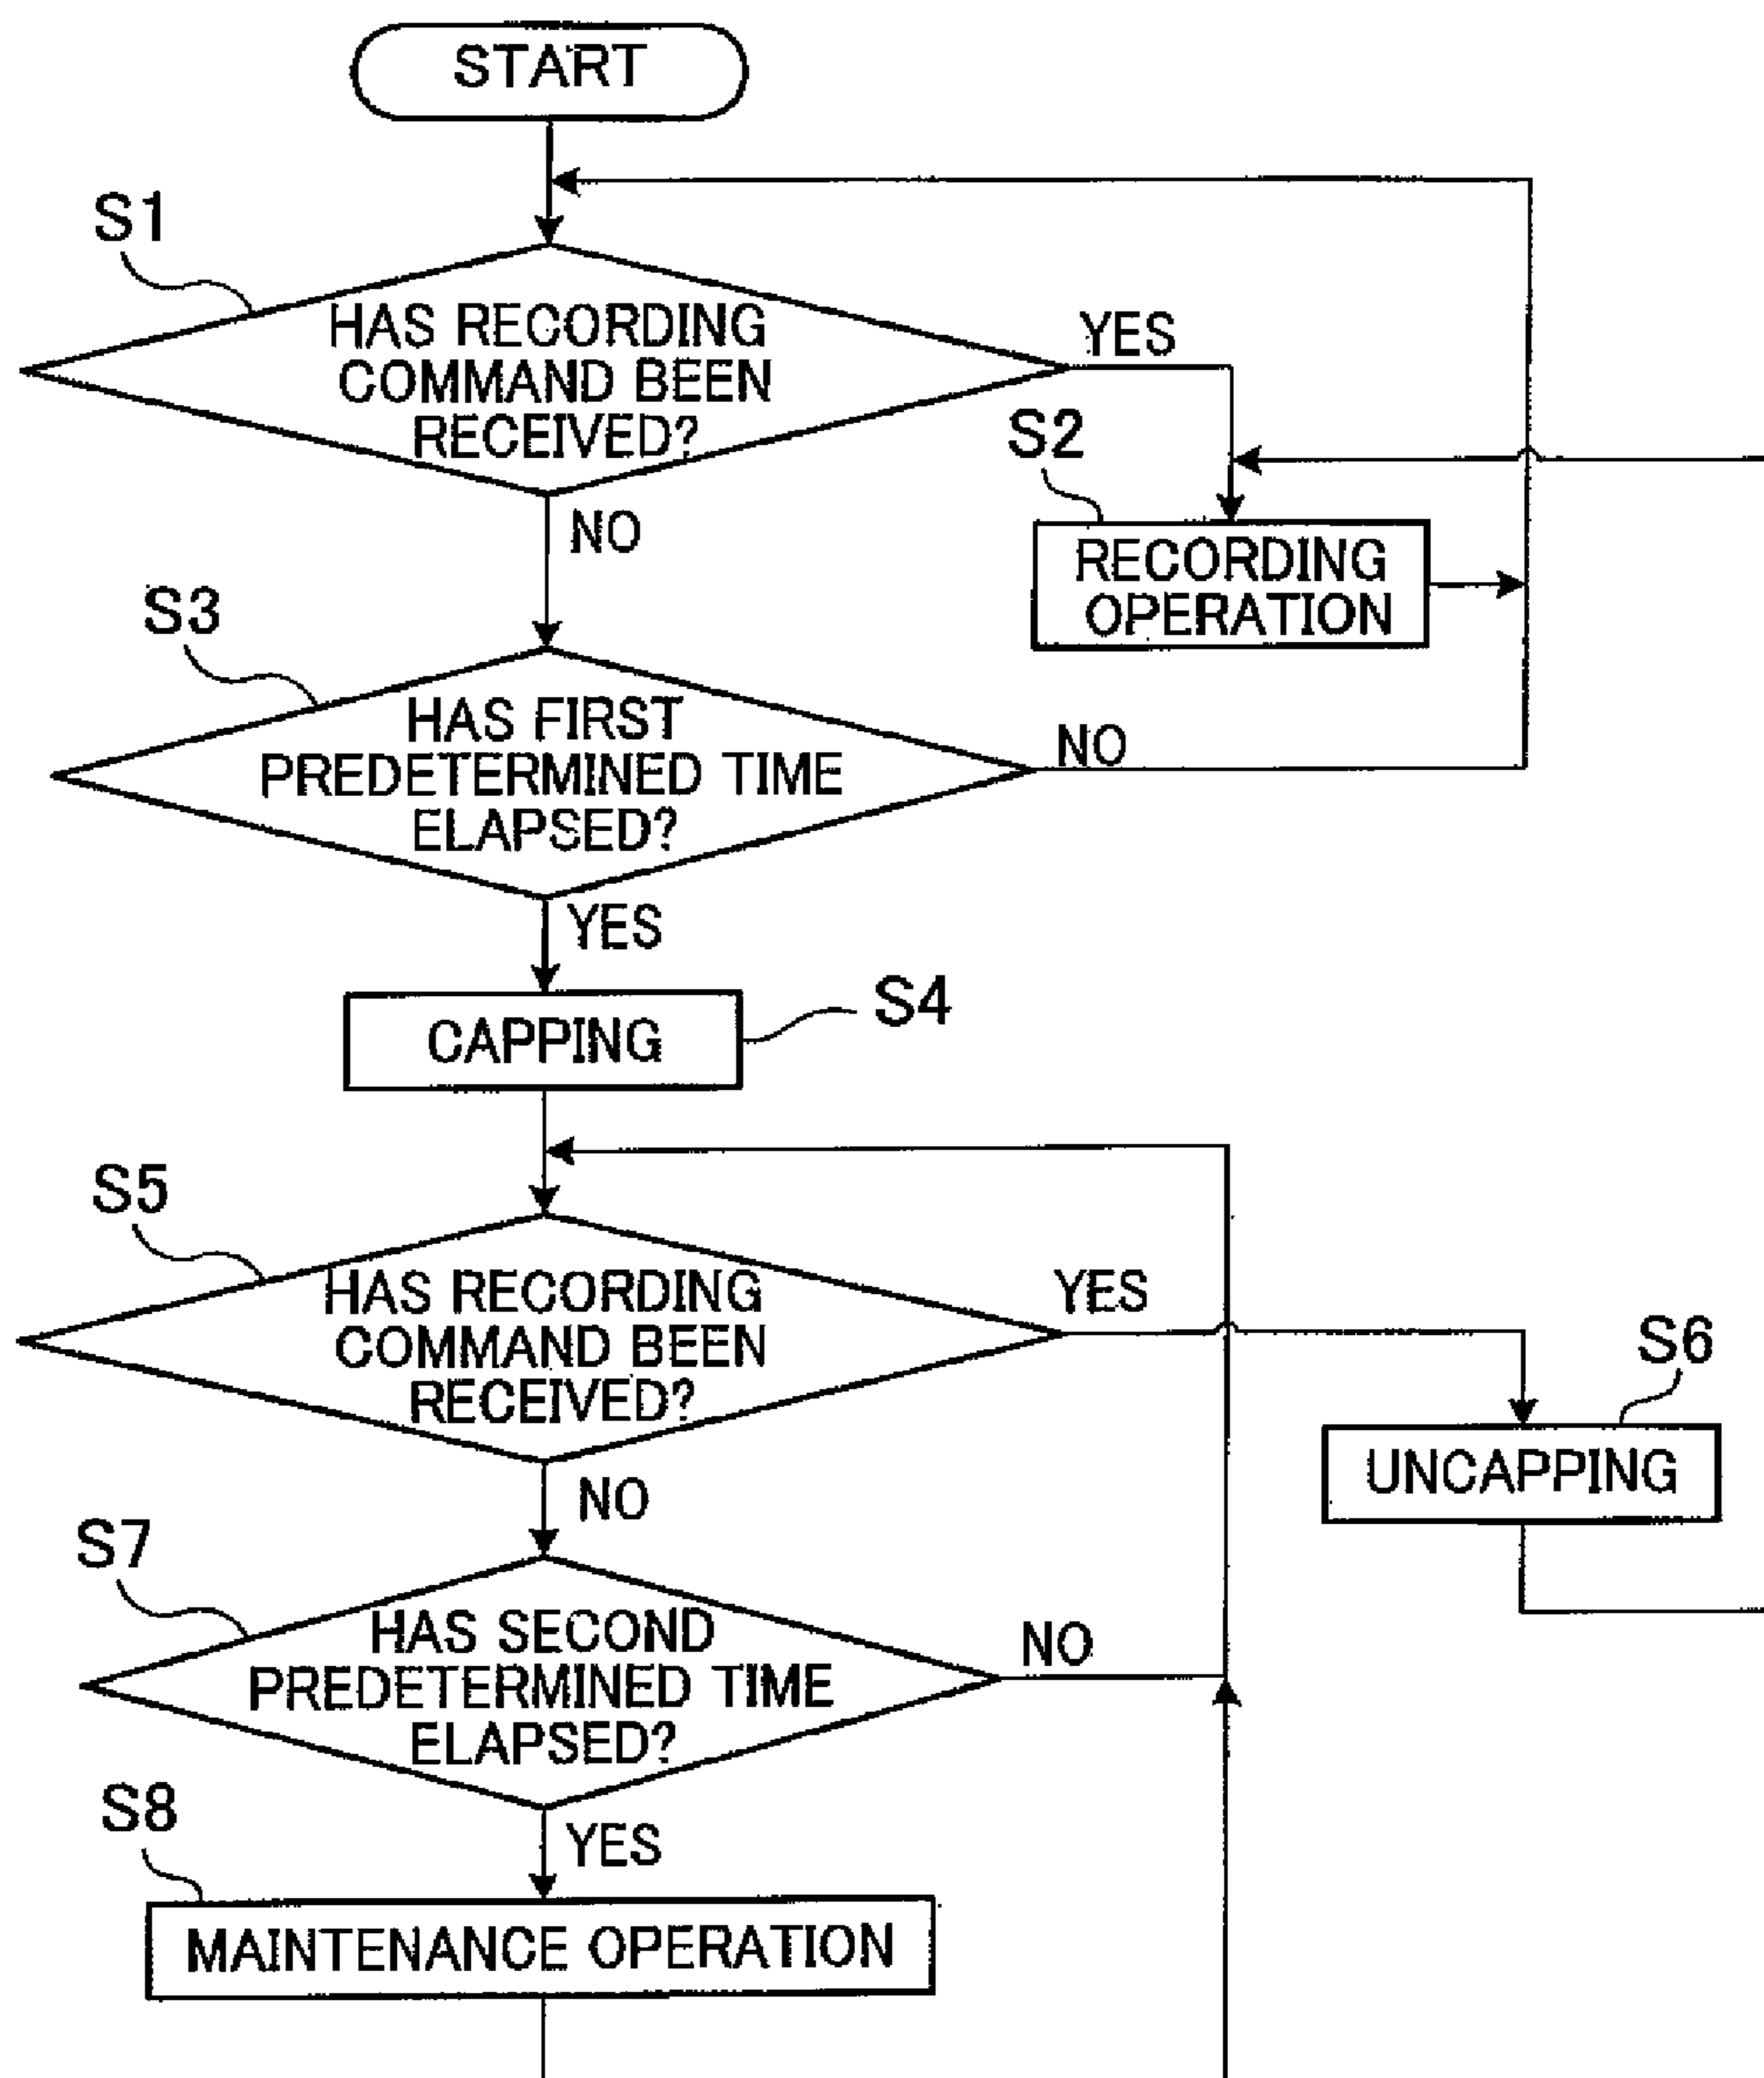 START
S1
HAS RECORDING
COMMAND BEEN
RECEIVED?
YES
S2
RECORDING
OPERATION
NO
S3
HAS FIRST
PREDETERMINED TIME
ELAPSED?
NO
YES
CAPPING
S4
S5
HAS RECORDING
COMMAND BEEN
RECEIVED?
YES
S6
UNCAPPING
NO
S7
HAS SECOND
PREDETERMINED TIME
ELAPSED?
NO
S8
YES
MAINTENANCE OPERATION